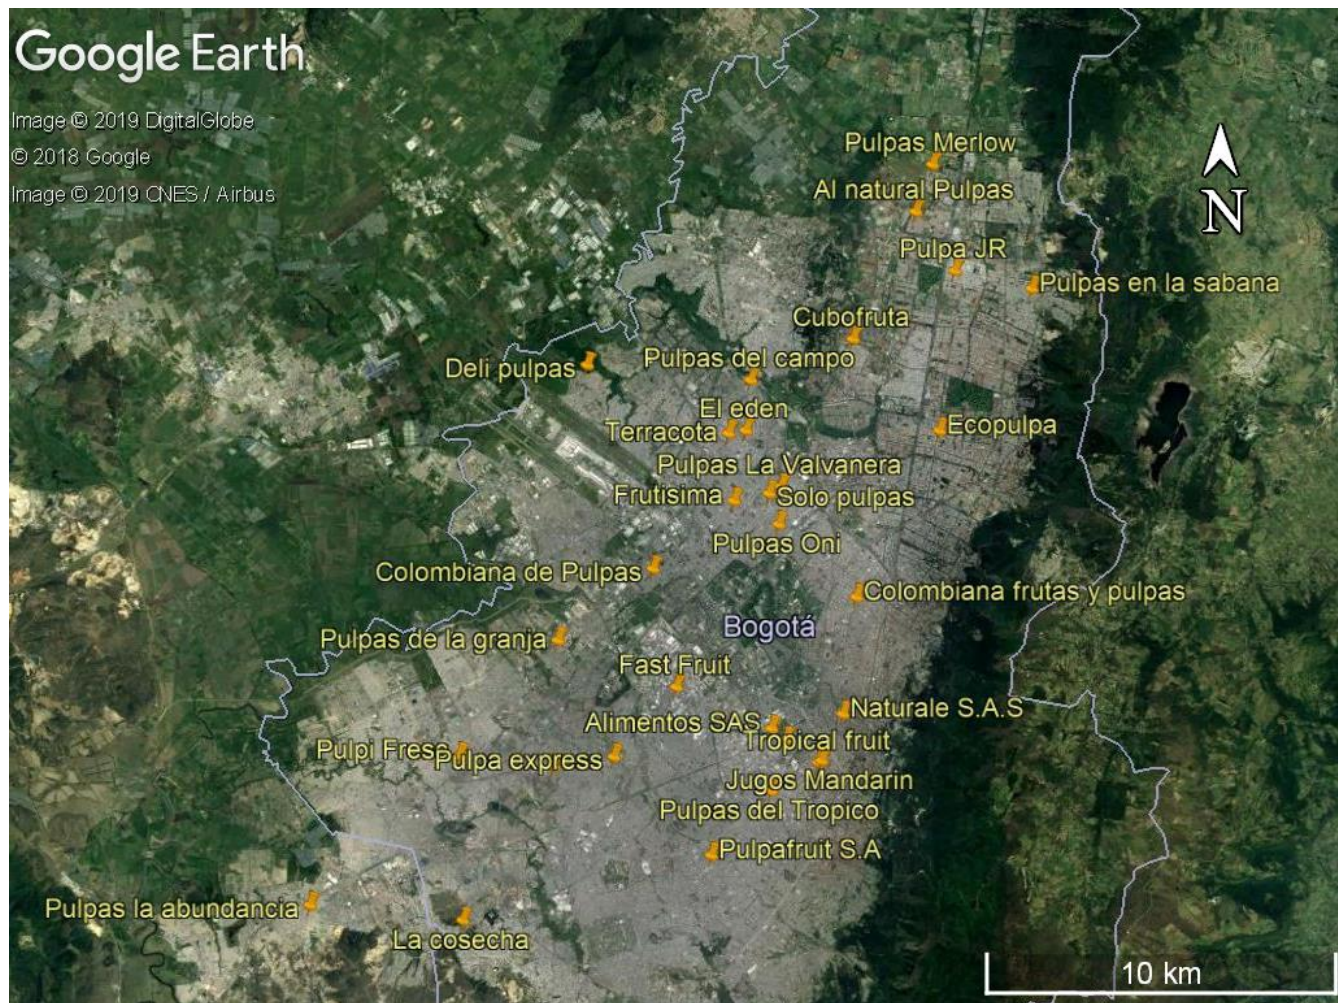 Google Earth
Image © 2019 DigitalGlobe
© 2018 Google
Image © 2019 CNES / Airbus
Pulpas Merlow
Al natural Pulpas
N
Pulpa JR
Pulpas en la sabana
Cubofruta
Pulpas del campo
Deli pulpas
El eden
Terracota
Ecopulpa
Pulpas La Valvanera
Frutisima
Solo pulpas
Pulpas Oni
Colombiana de Pulpas
Colombiana frutas y pulpas
Bogotá
Pulpas de la granja
Fast Fruit
Naturale S.A.S
Alimentos SAS
Tropical fruit
Pulpi Fresc
Pulpa express
Jugos Mandarin
Pulpas del Tropico
Pulpafruit S.A
Pulpas la abundancia
La cosecha
10 km